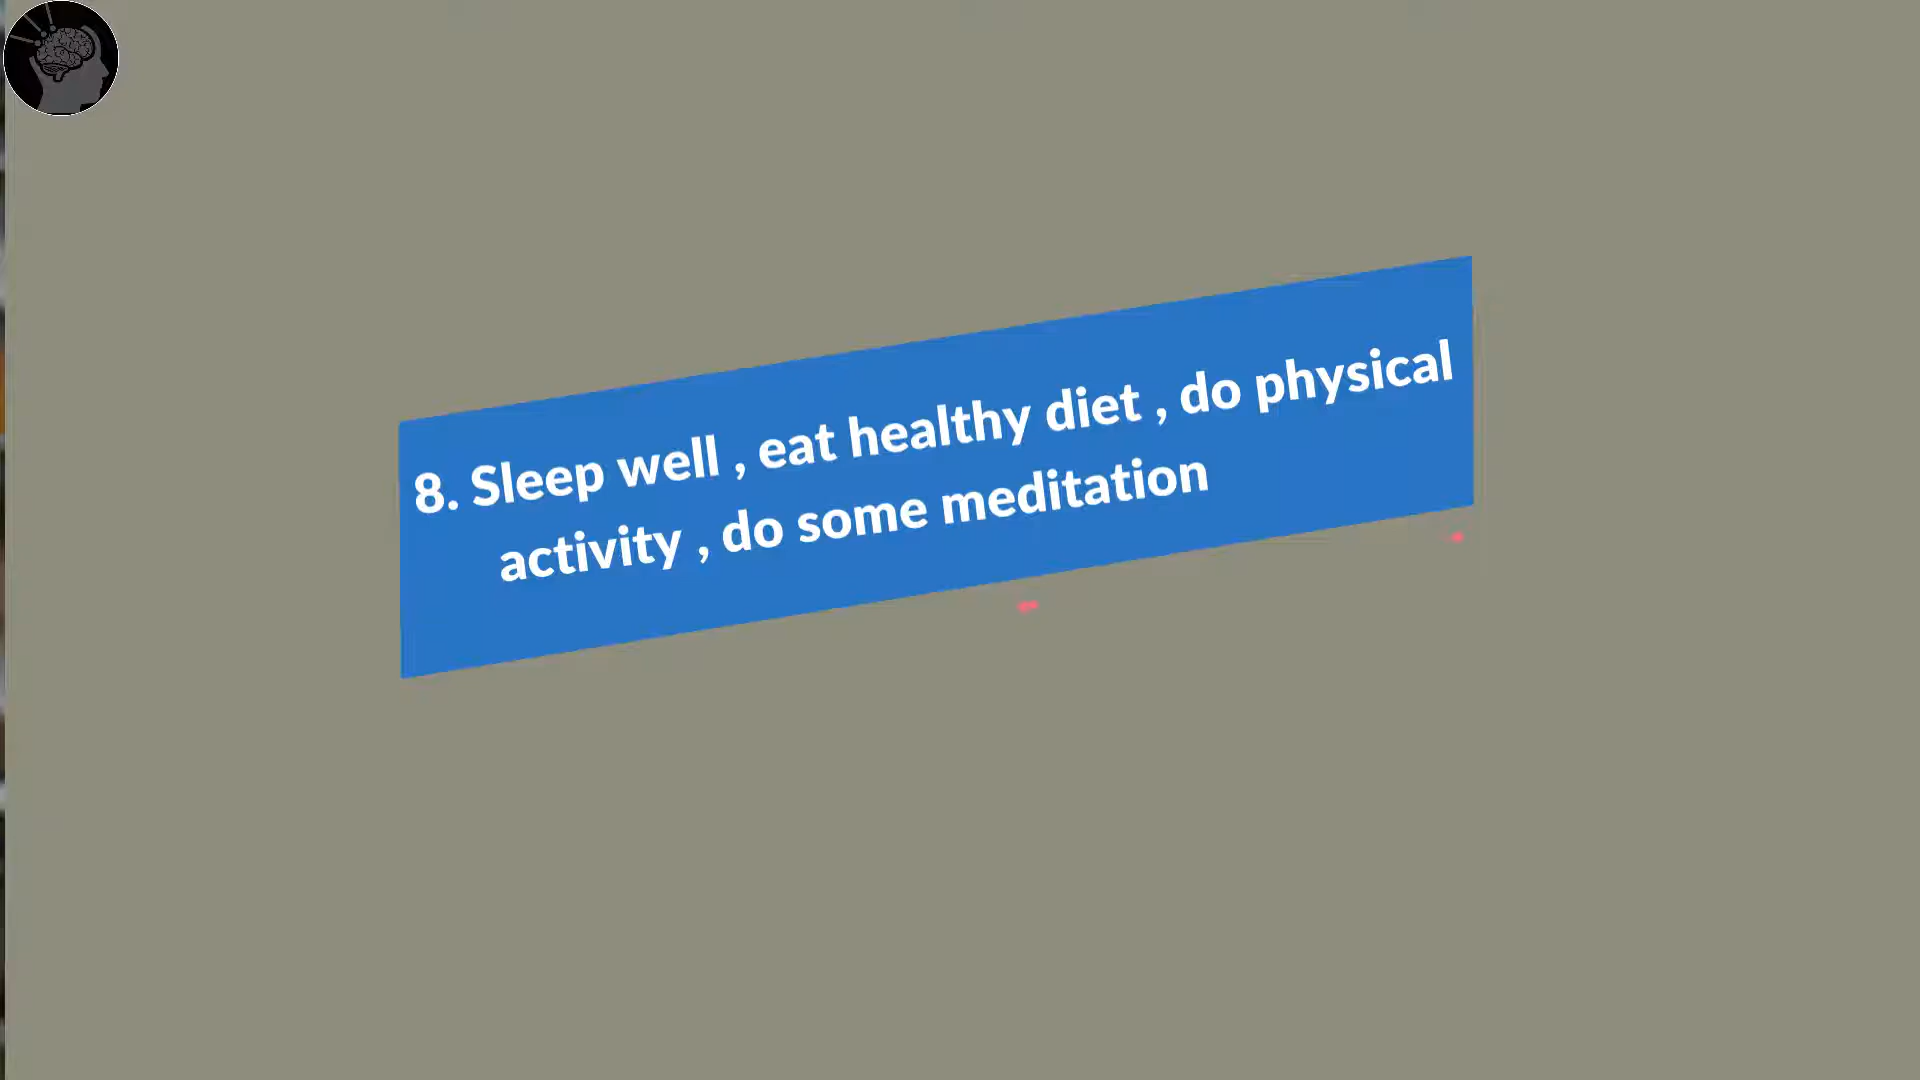 8. Sleep well , eat healthy diet , do physical
activity , do some meditation